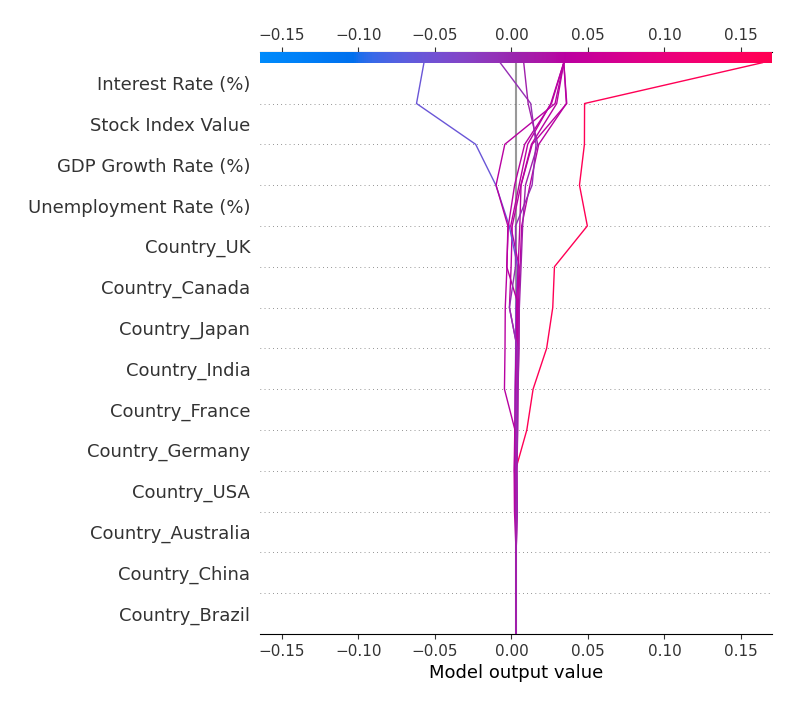 −0.15 −0.10 −0.05 0.00 0.05 0.10 0.15
Interest Rate (%)
Stock Index Value
GDP Growth Rate (%)
Unemployment Rate (%)
Country_UK
Country_Canada
Country_Japan
Country_India
Country_France
Country_Germany
Country_USA
Country_Australia
Country_China
Country_Brazil
−0.15 −0.10 −0.05 0.00 0.05 0.10 0.15
Model output value